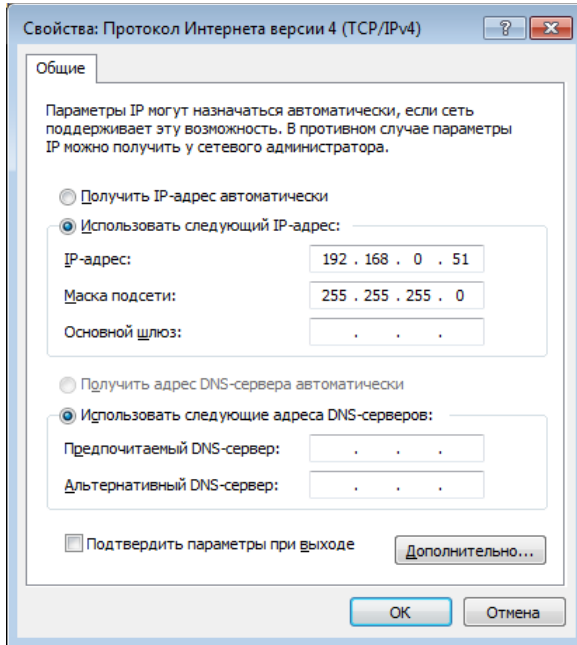 Свойства: Протокол Интернета версии 4 (TCP/IPv4)
Общие
Параметры IP могут назначаться автоматически, если сеть
поддерживает эту возможность. В противном случае параметры
IP можно получить у сетевого администратора.
Получить IP-адрес автоматически
Использовать следующий IP-адрес:
IP-адрес: 192 . 168 . 0 . 51
Маска подсети: 255 . 255 . 255 . 0
Основной шлюз: . . .
Получить адрес DNS-сервера автоматически
Использовать следующие адреса DNS-серверов:
Предпочитаемый DNS-сервер: . . .
Альтернативный DNS-сервер: . . .
Подтвердить параметры при выходе
Дополнительно...
ОК Отмена